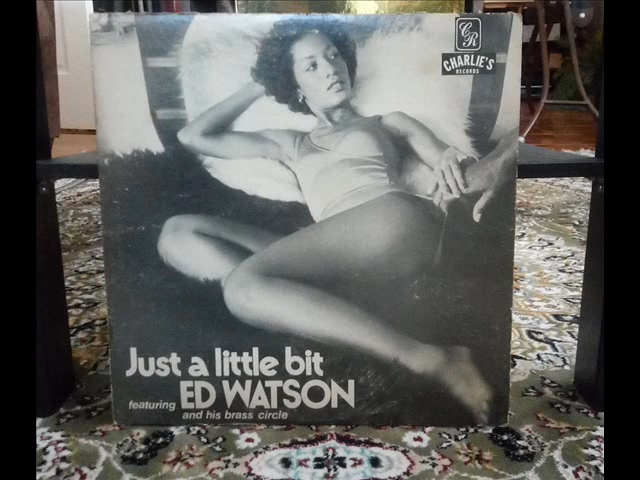 CR
CHARLIE'S
RECORDS
Just a little bit
featuring ED WATSON
and his brass circle